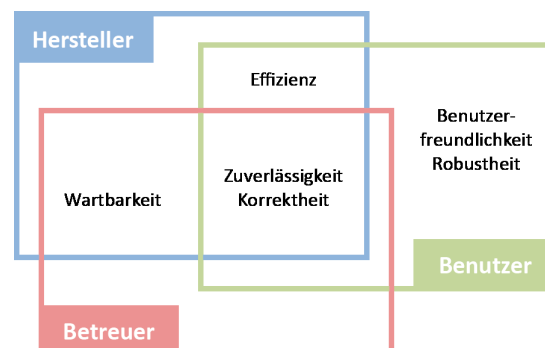 Hersteller
Effizienz
Benutzer-
freundlichkeit
Robustheit
Zuverlässigkeit
Korrektheit
Wartbarkeit
Benutzer
Betreuer